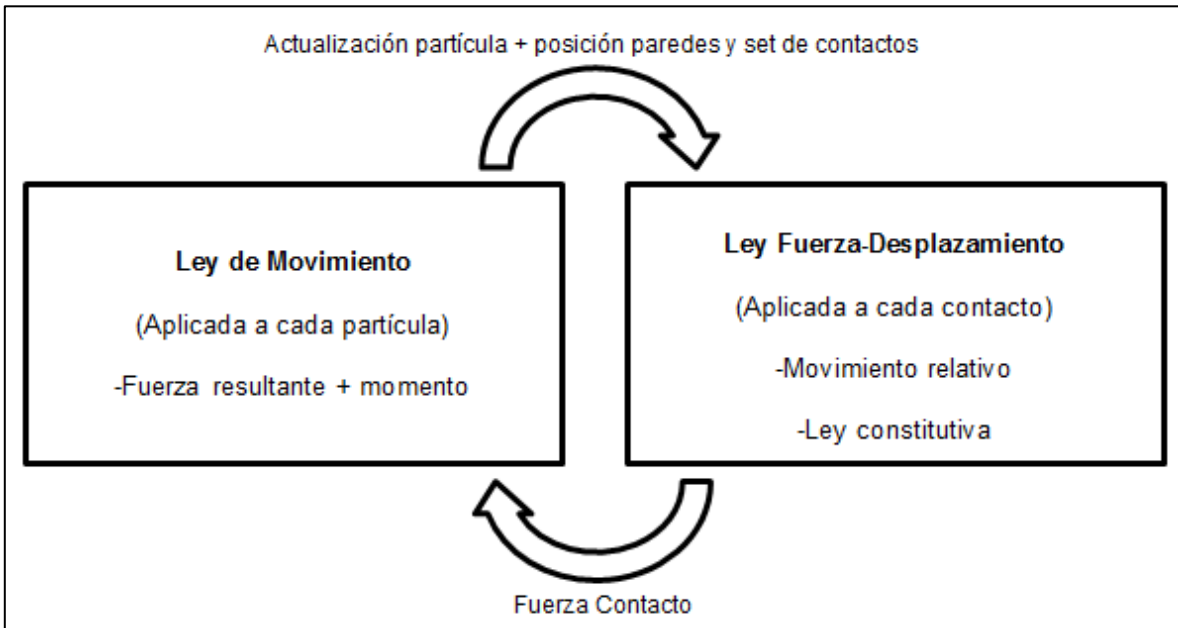 Actualización partícula + posición paredes y set de contactos
Ley de Movimiento
(Aplicada a cada partícula)
-Fuerza resultante + momento
Ley Fuerza-Desplazamiento
(Aplicada a cada contacto)
-Movimiento relativo
-Ley constitutiva
Fuerza Contacto